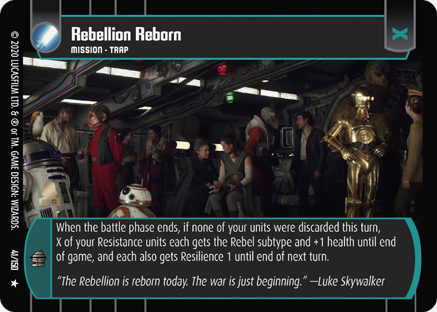 Rebellion Reborn
MISSION • TRAP
X
When the battle phase ends, if none of your units were discarded this turn,
X of your Resistance units each gets the Rebel subtype and +1 health until end
of game, and each also gets Resilience 1 until end of next turn.
“The Rebellion is reborn today. The war is just beginning.” —Luke Skywalker
© 2020 LUCASFILM LTD. & ® or TM. GAME DESIGN: WIZARDS.